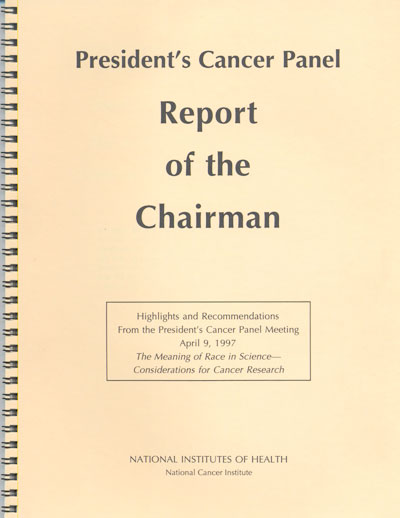 President's Cancer Panel
Report
of the
Chairman
Highlights and Recommendations
From the President's Cancer Panel Meeting
April 9, 1997
The Meaning of Race in Science—
Considerations for Cancer Research
NATIONAL INSTITUTES OF HEALTH
National Cancer Institute